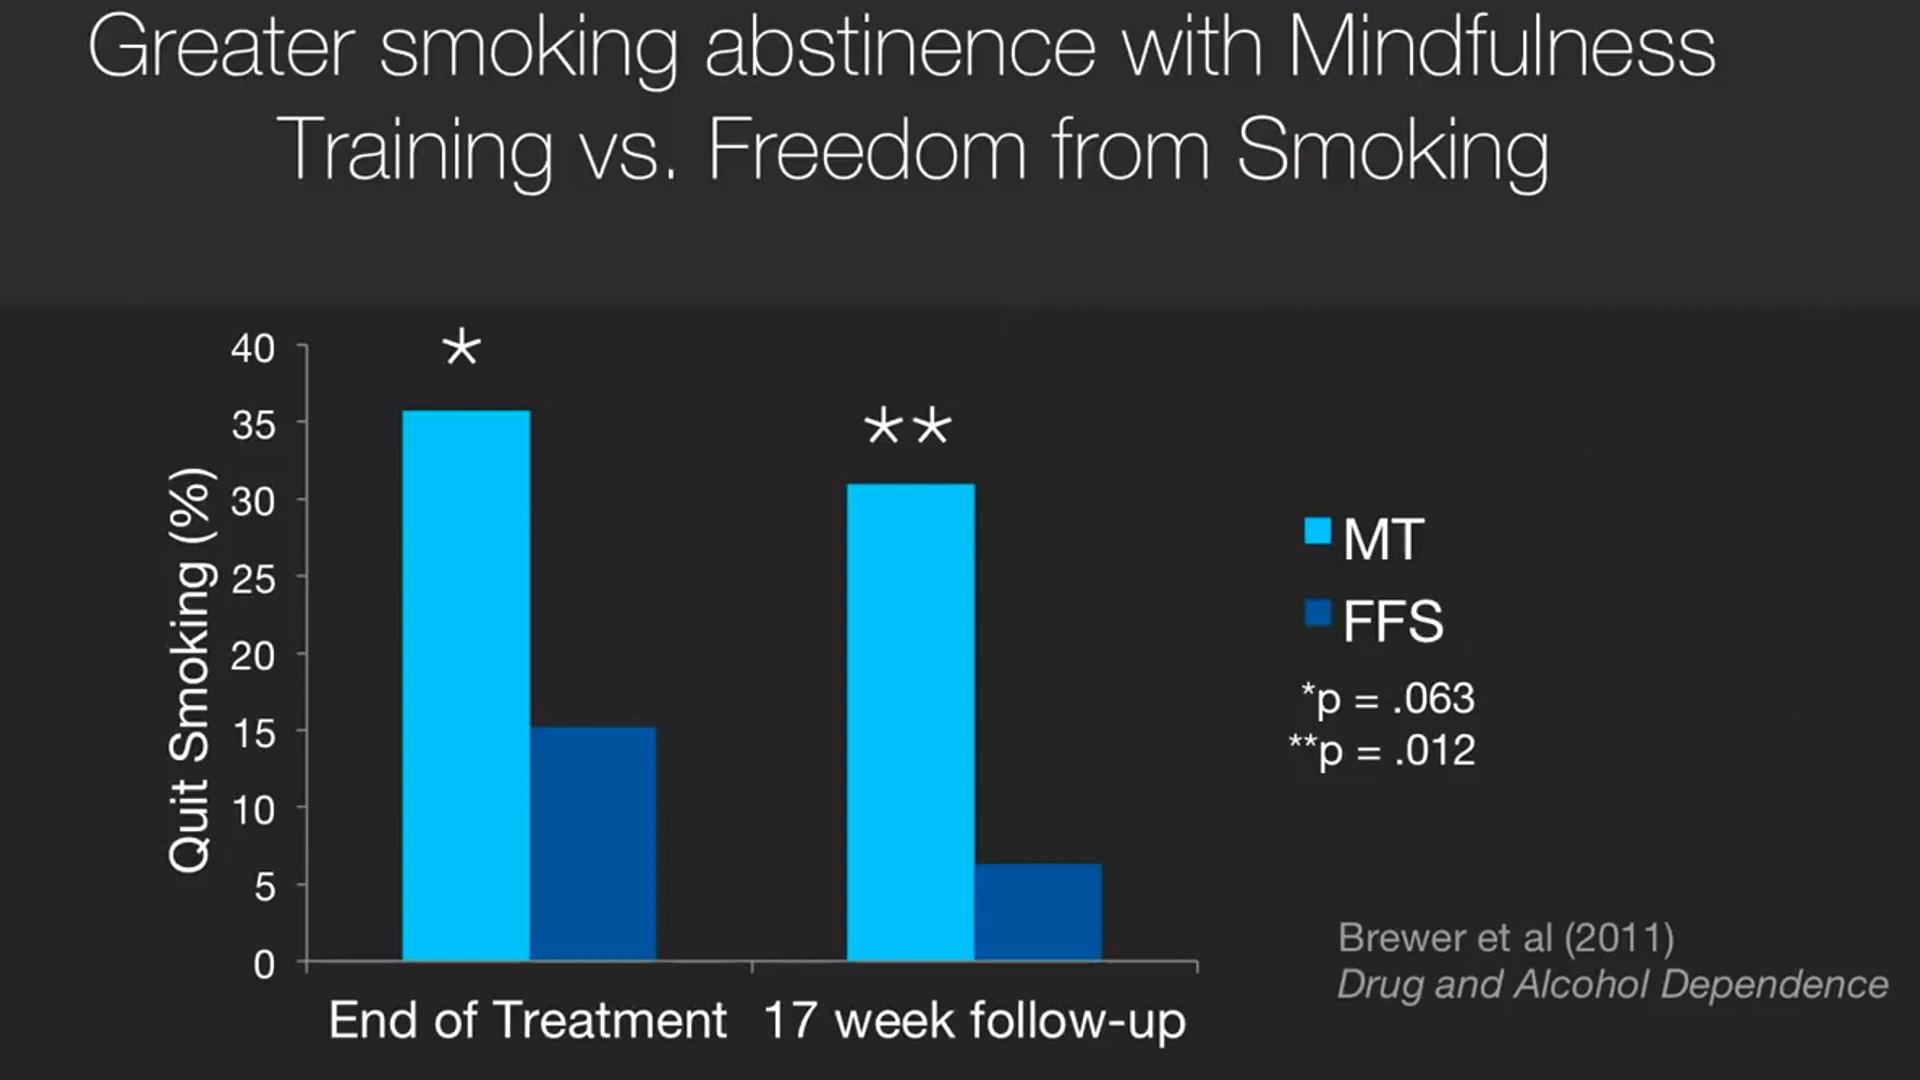 Greater smoking abstinence with Mindfulness
Training vs. Freedom from Smoking
40
35
30
25
20
15
10
5
0
Quit Smoking (%)
*
**
End of Treatment
17 week follow-up
MT
FFS
*p = .063
**p = .012
Brewer et al (2011)
Drug and Alcohol Dependence